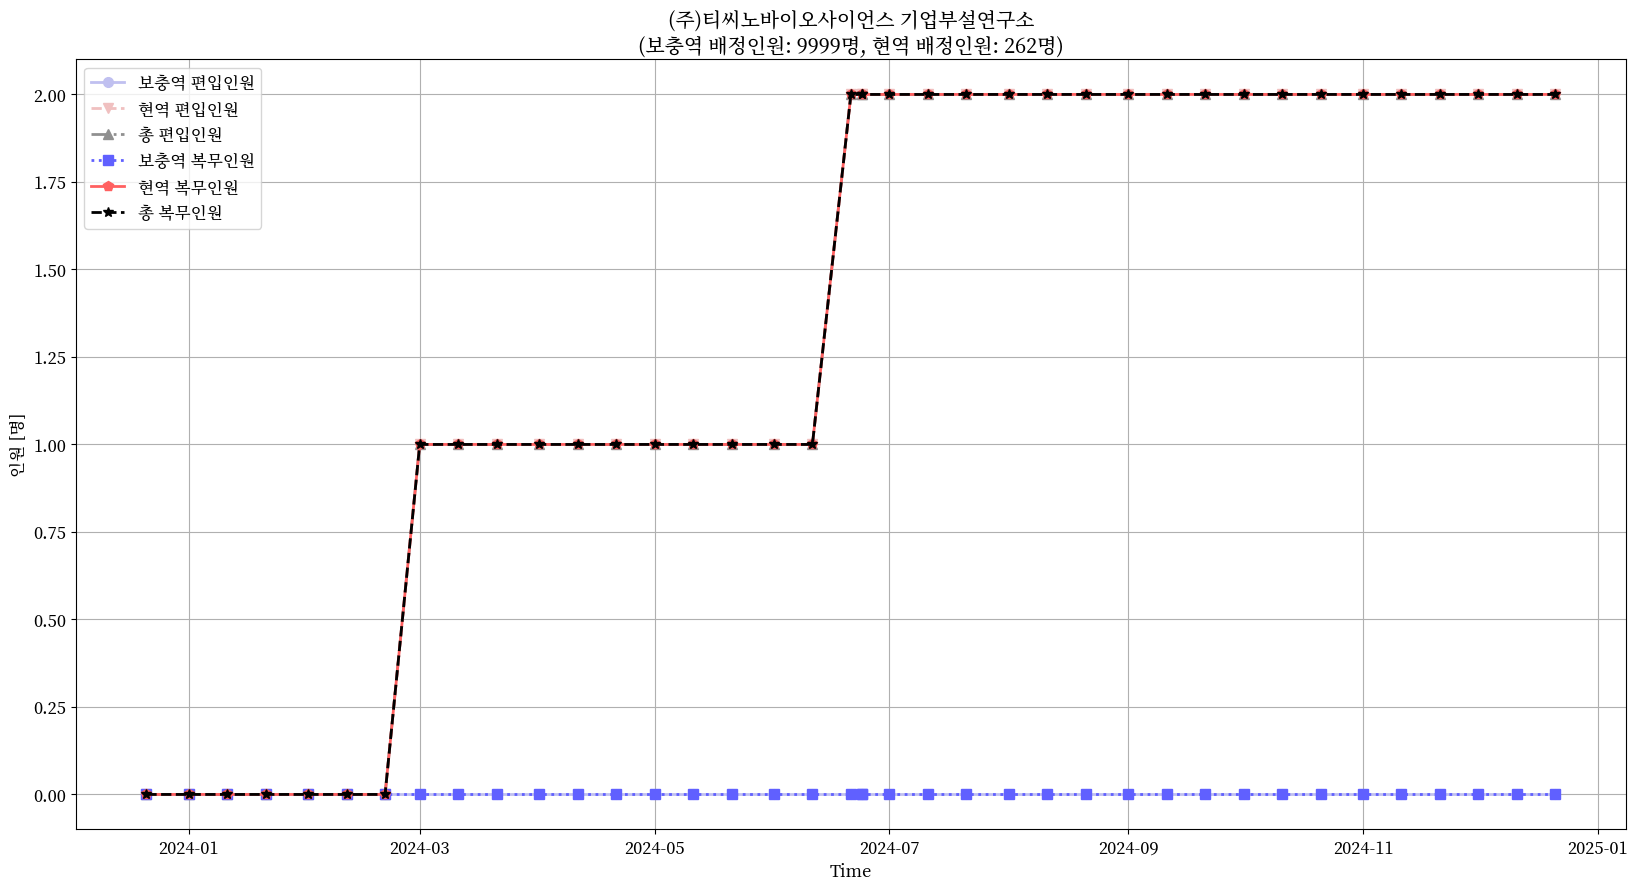 (주)티씨노바이오사이언스 기업부설연구소
(보충역 배정인원: 9999명, 현역 배정인원: 262명)
보충역 편입인원
현역 편입인원
총 편입인원
보충역 복무인원
현역 복무인원
총 복무인원
2.00
1.75
1.50
1.25
1.00
0.75
0.50
0.25
0.00
인원 [명]
2024-01
2024-03
2024-05
2024-07
2024-09
2024-11
2025-01
Time